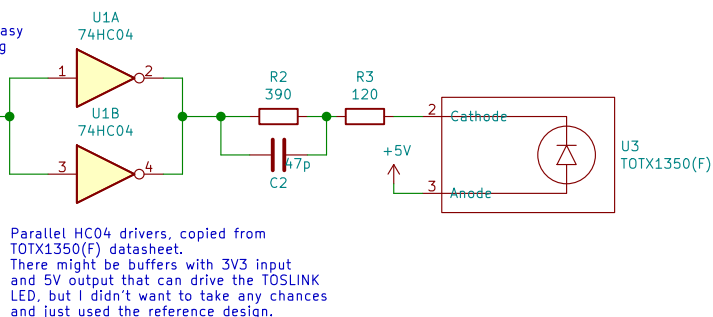 asy
g
U1A
74HC04
1
2
U1B
74HC04
3
4
R2
390
47p
C2
R3
120
+5V
2
Cathode
3
Anode
U3
TOTX1350(F)
Parallel HC04 drivers, copied from
TOTX1350(F) datasheet.
There might be buffers with 3V3 input
and 5V output that can drive the TOSLINK
LED, but I didn't want to take any chances
and just used the reference design.